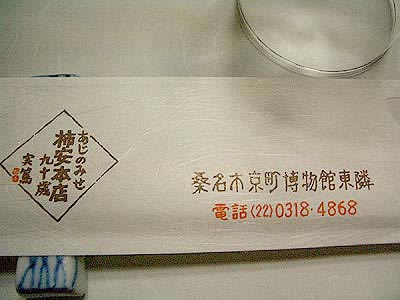 あじのみせ
柿安本店
九十歳
実篤
桑名市京町博物館東隣
電話(22)0318・4868